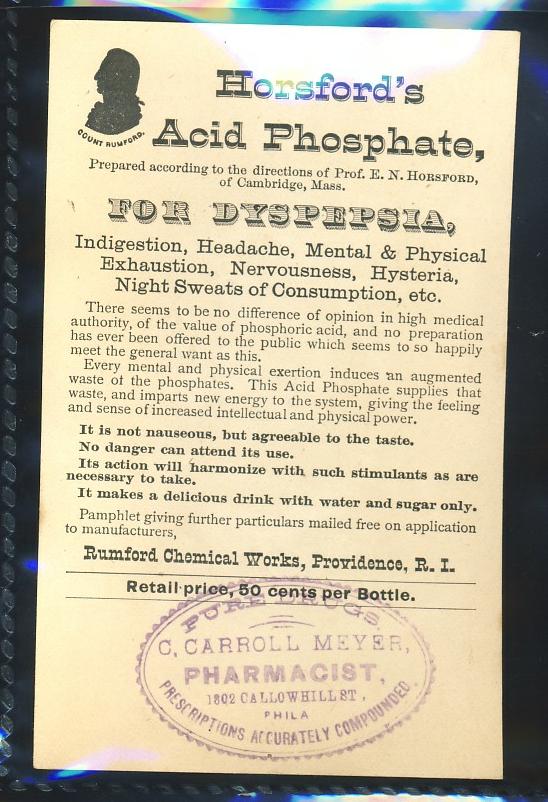 COUNT RUMFORD.
Horsford's
Acid Phosphate,
Prepared according to the directions of Prof. E. N. HORSFORD,
of Cambridge, Mass.
FOR DYSPEPSIA,
Indigestion, Headache, Mental & Physical
Exhaustion, Nervousness, Hysteria,
Night Sweats of Consumption, etc.
There seems to be no difference of opinion in high medical
authority, of the value of phosphoric acid, and no preparation
has ever been offered to the public which seems to so happily
meet the general want as this.
Every mental and physical exertion induces an augmented
waste of the phosphates. This Acid Phosphate supplies that
waste, and imparts new energy to the system, giving the feeling
and sense of increased intellectual and physical power.
It is not nauseous, but agreeable to the taste.
No danger can attend its use.
Its action will harmonize with such stimulants as are
necessary to take.
It makes a delicious drink with water and sugar only.
Pamphlet giving further particulars mailed free on application
to manufacturers,
Rumford Chemical Works, Providence, R. I.
Retail price, 50 cents per Bottle.
PURE DRUGS.
C. CARROLL MEYER,
PHARMACIST,
1802 CALLOWHILL ST.
PHILA
PRESCRIPTIONS ACCURATELY COMPOUNDED.